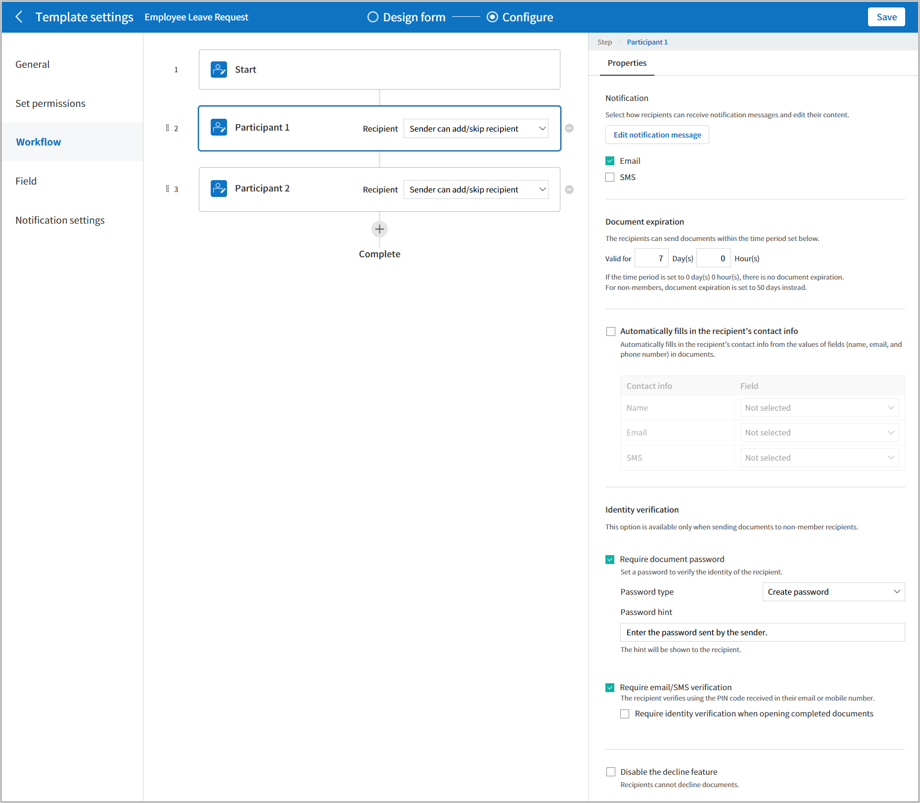 Template settings Employee Leave Request Design form Configure Save
General
Set permissions
Workflow
Field
Notification settings
1 Start
2 Participant 1 Recipient Sender can add/skip recipient
3 Participant 2 Recipient Sender can add/skip recipient
Complete
Step Participant 1
Properties
Notification
Select how recipients can receive notification messages and edit their content.
Edit notification message
Email
SMS
Document expiration
The recipients can send documents within the time period set below.
Valid for 7 Day(s) 0 Hour(s)
If the time period is set to 0 day(s) 0 hour(s), there is no document expiration.
For non-members, document expiration is set to 50 days instead.
Automatically fills in the recipient's contact info
Automatically fills in the recipient's contact info from the values of fields (name, email, and
phone number) in documents.
Contact info Field
Name Not selected
Email Not selected
SMS Not selected
Identity verification
This option is available only when sending documents to non-member recipients.
Require document password
Set a password to verify the identity of the recipient.
Password type Create password
Password hint
Enter the password sent by the sender.
The hint will be shown to the recipient.
Require email/SMS verification
The recipient verifies using the PIN code received in their email or mobile number.
Require identity verification when opening completed documents
Disable the decline feature
Recipients cannot decline documents.